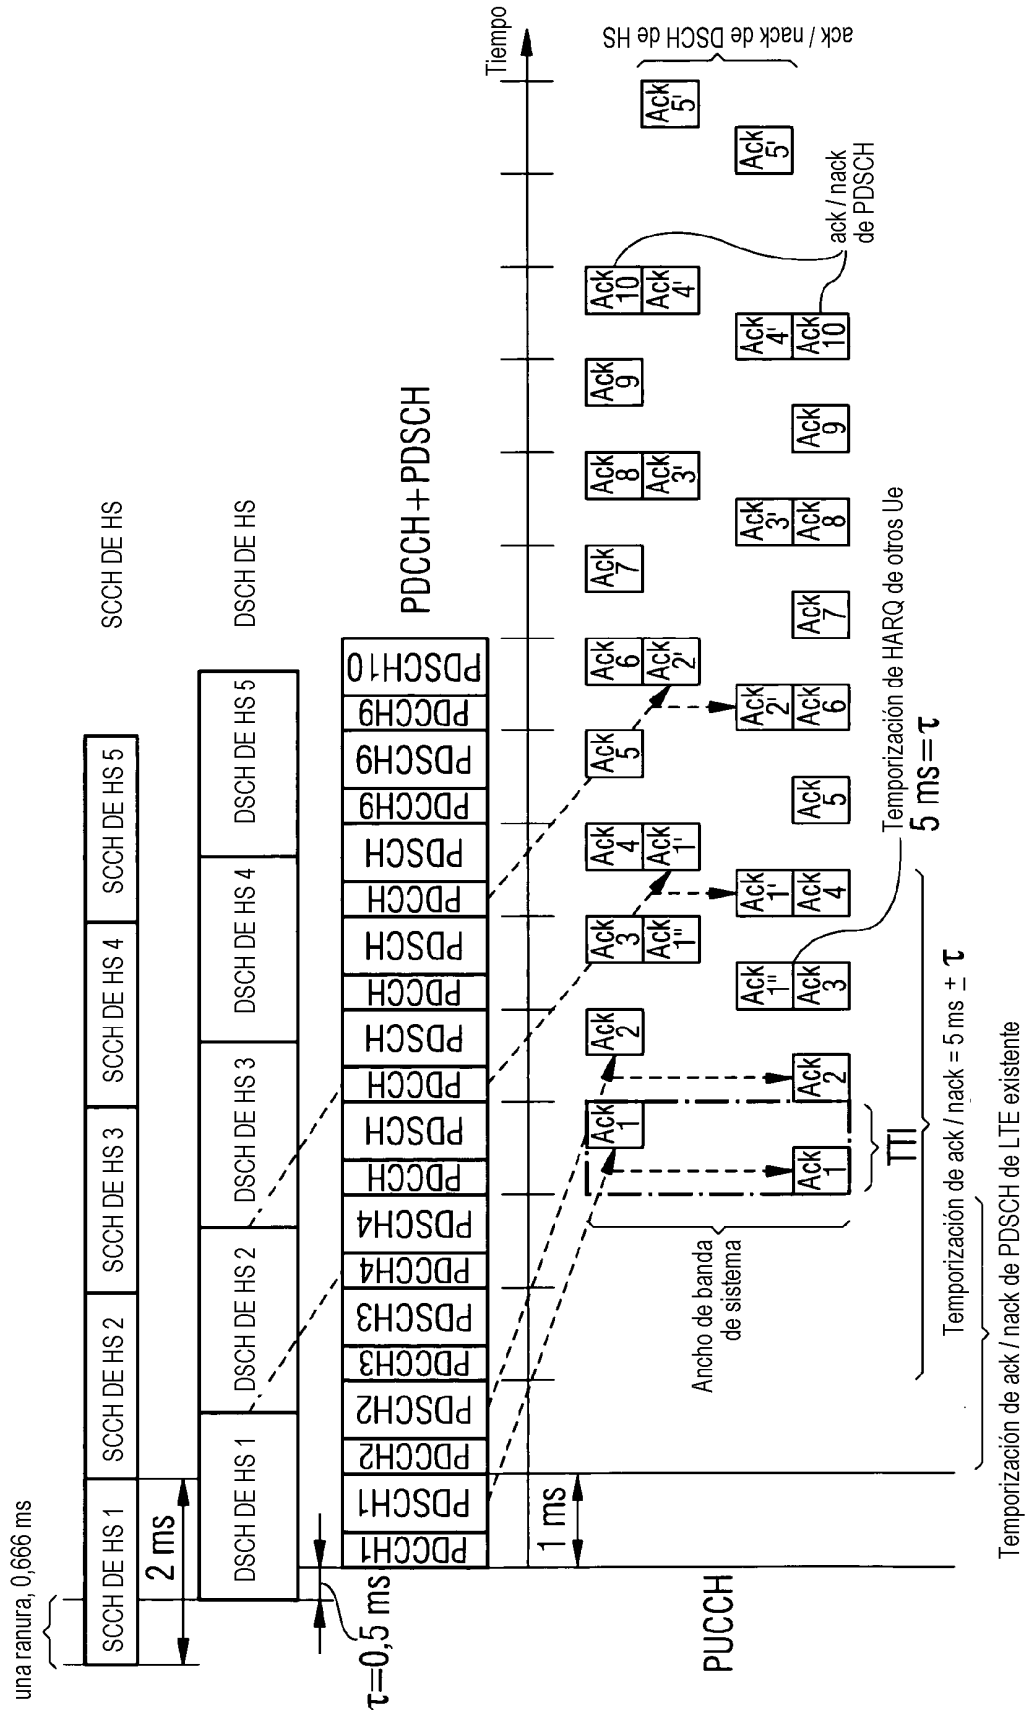 una ranura, 0,666 ms
SCCH DE HS 1
SCCH DE HS 2
SCCH DE HS 3
SCCH DE HS 4
SCCH DE HS 5
SCCH DE HS
2 ms
DSCH DE HS 1
DSCH DE HS 2
DSCH DE HS 3
DSCH DE HS 4
DSCH DE HS 5
DSCH DE HS
τ=0,5 ms
PDCCH1
PDSCH1
PDCCH2
PDSCH2
PDCCH3
PDSCH3
PDCCH4
PDSCH4
PDCCH
PDSCH
PDCCH
PDSCH
PDCCH
PDSCH
PDCCH
PDSCH
PDCCH9
PDSCH9
PDCCH9
PDSCH10
PDCCH+PDSCH
1 ms
Tiempo
PUCCH
Ancho de banda
de sistema
Ack
1
Ack
2
Ack
3
Ack
1''
Ack
4
Ack
1'
Ack
5
Ack
6
Ack
2'
Ack
7
Ack
8
Ack
3'
Ack
9
Ack
10
Ack
4'
Ack
5'
Ack
1
Ack
2
Ack
1''
Ack
3
Ack
1'
Ack
4
Ack
5
Ack
2'
Ack
6
Ack
7
Ack
3'
Ack
8
Ack
9
Ack
4'
Ack
10
Ack
5'
ack / nack de DSCH de HS
ack / nack
de PDSCH
TTI
Temporización de HARQ de otros Ue
5 ms=τ
Temporización de ack / nack = 5 ms ± τ
Temporización de ack / nack de PDSCH de LTE existente